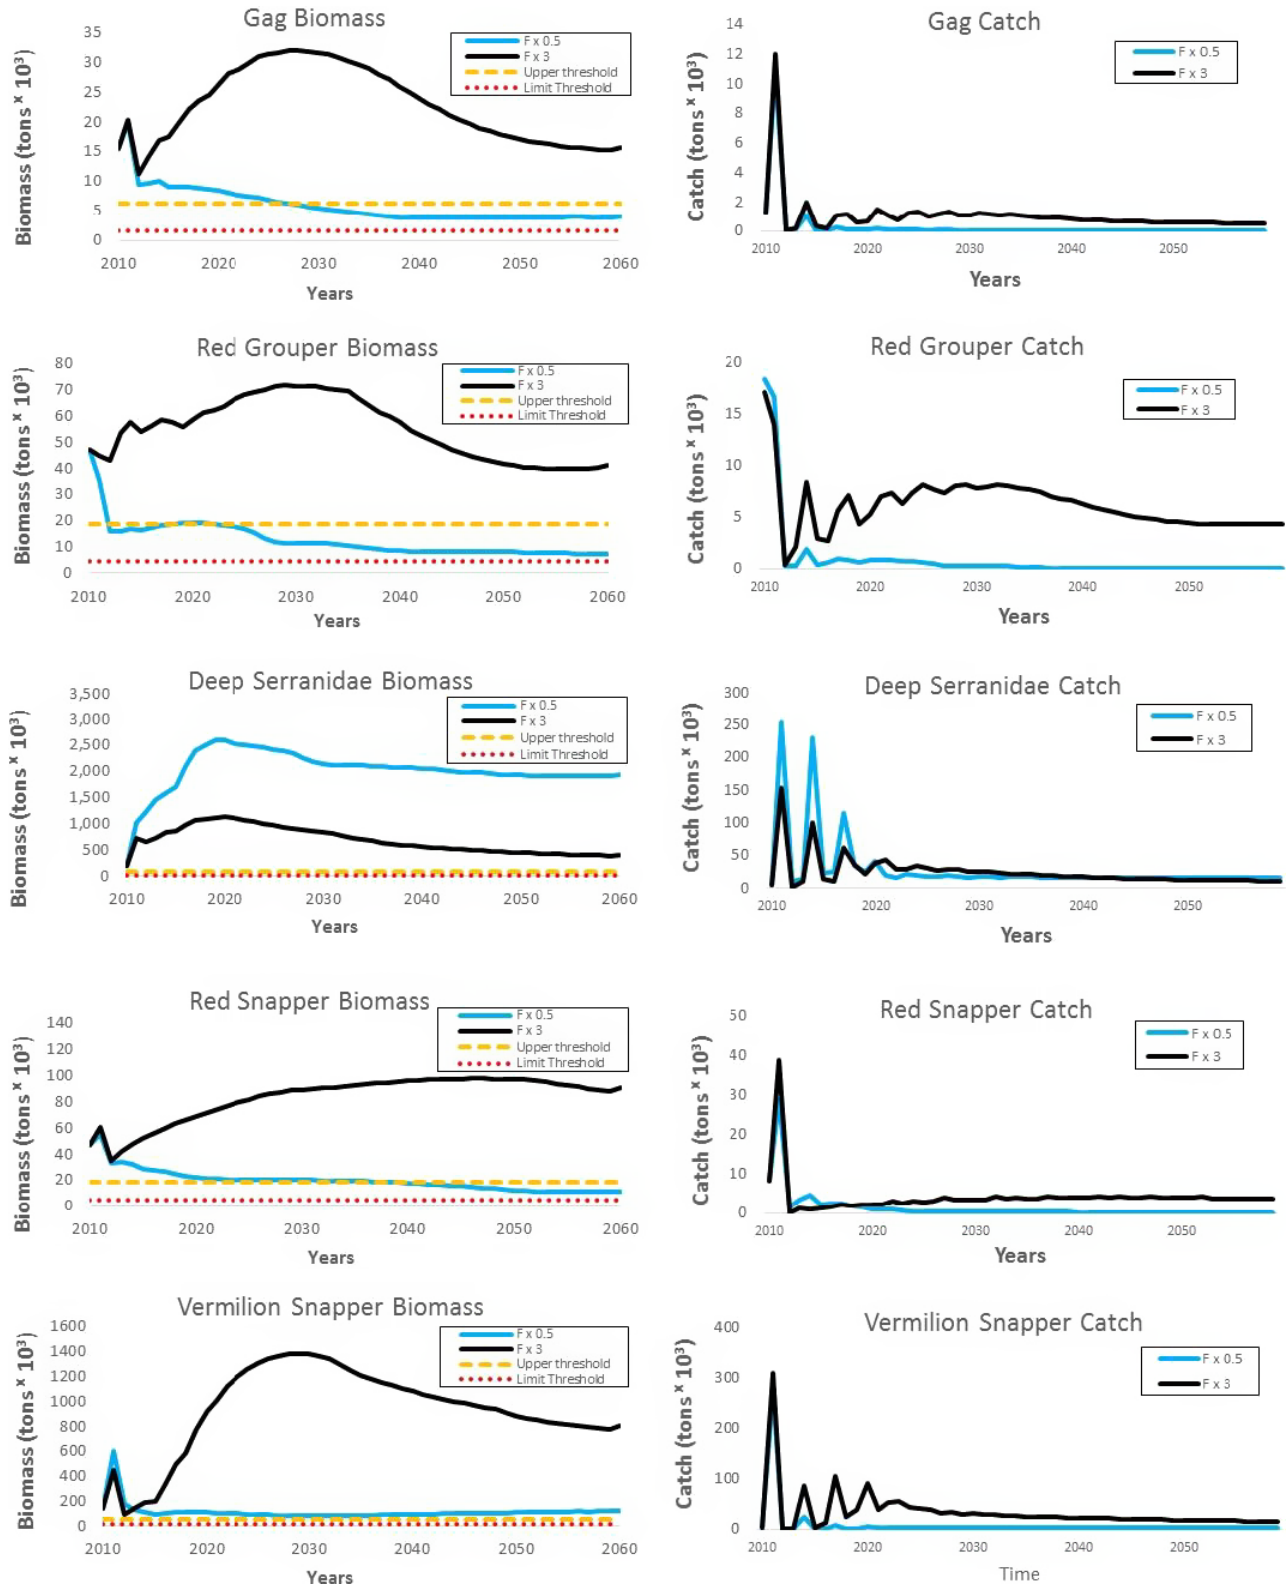 Gag Biomass
Biomass (tons x 10³)
35
30
25
20
15
10
5
0
F x 0.5
F x 3
Upper threshold
Limit Threshold
2010 2020 2030 2040 2050 2060
Years
Gag Catch
Catch (tons x 10³)
14
12
10
8
6
4
2
0
F x 0.5
F x 3
2010 2020 2030 2040 2050
Years
Red Grouper Biomass
Biomass (tons x 10³)
80
70
60
50
40
30
20
10
0
F x 0.5
F x 3
Upper threshold
Limit Threshold
2010 2020 2030 2040 2050 2060
Years
Red Grouper Catch
Catch (tons x 10³)
20
15
10
5
0
F x 0.5
F x 3
2010 2020 2030 2040 2050
Years
Deep Serranidae Biomass
Biomass (tons x 10³)
3,500
3,000
2,500
2,000
1,500
1,000
500
0
F x 0.5
F x 3
Upper threshold
Limit Threshold
2010 2020 2030 2040 2050 2060
Years
Deep Serranidae Catch
Catch (tons x 10³)
300
250
200
150
100
50
0
F x 0.5
F x 3
2010 2020 2030 2040 2050
Years
Red Snapper Biomass
Biomass (tons x 10³)
140
120
100
80
60
40
20
0
F x 0.5
F x 3
Upper threshold
Limit Threshold
2010 2020 2030 2040 2050 2060
Years
Red Snapper Catch
Catch (tons x 10³)
50
40
30
20
10
0
F x 0.5
F x 3
2010 2020 2030 2040 2050
Years
Vermilion Snapper Biomass
Biomass (tons x 10³)
1600
1400
1200
1000
800
600
400
200
0
F x 0.5
F x 3
Upper threshold
Limit Threshold
2010 2020 2030 2040 2050 2060
Years
Vermilion Snapper Catch
Catch (tons x 10³)
400
300
200
100
0
F x 0.5
F x 3
2010 2020 2030 2040 2050
Time